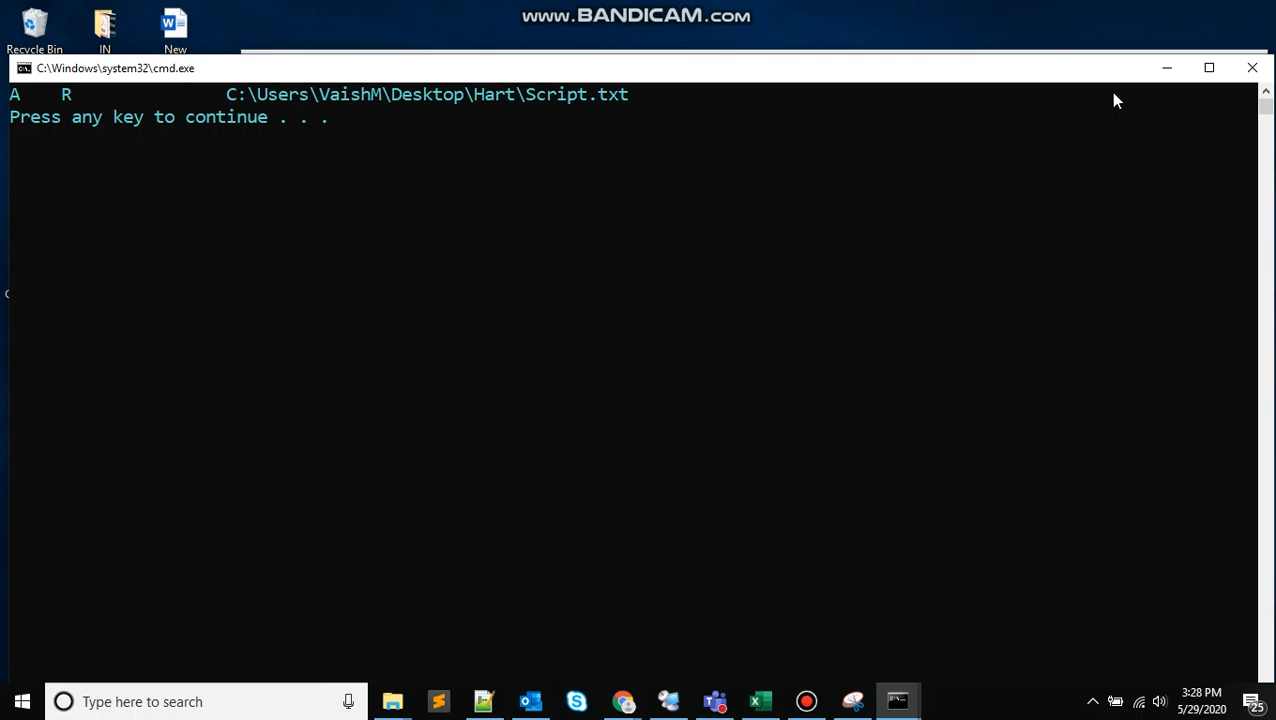 www.BANDICAM.com
Recycle Bin
IN
New
C:\Windows\system32\cmd.exe
A    R               C:\Users\VaishM\Desktop\Hart\Script.txt
Press any key to continue . . .
Type here to search
3:28 PM
5/29/2020
25